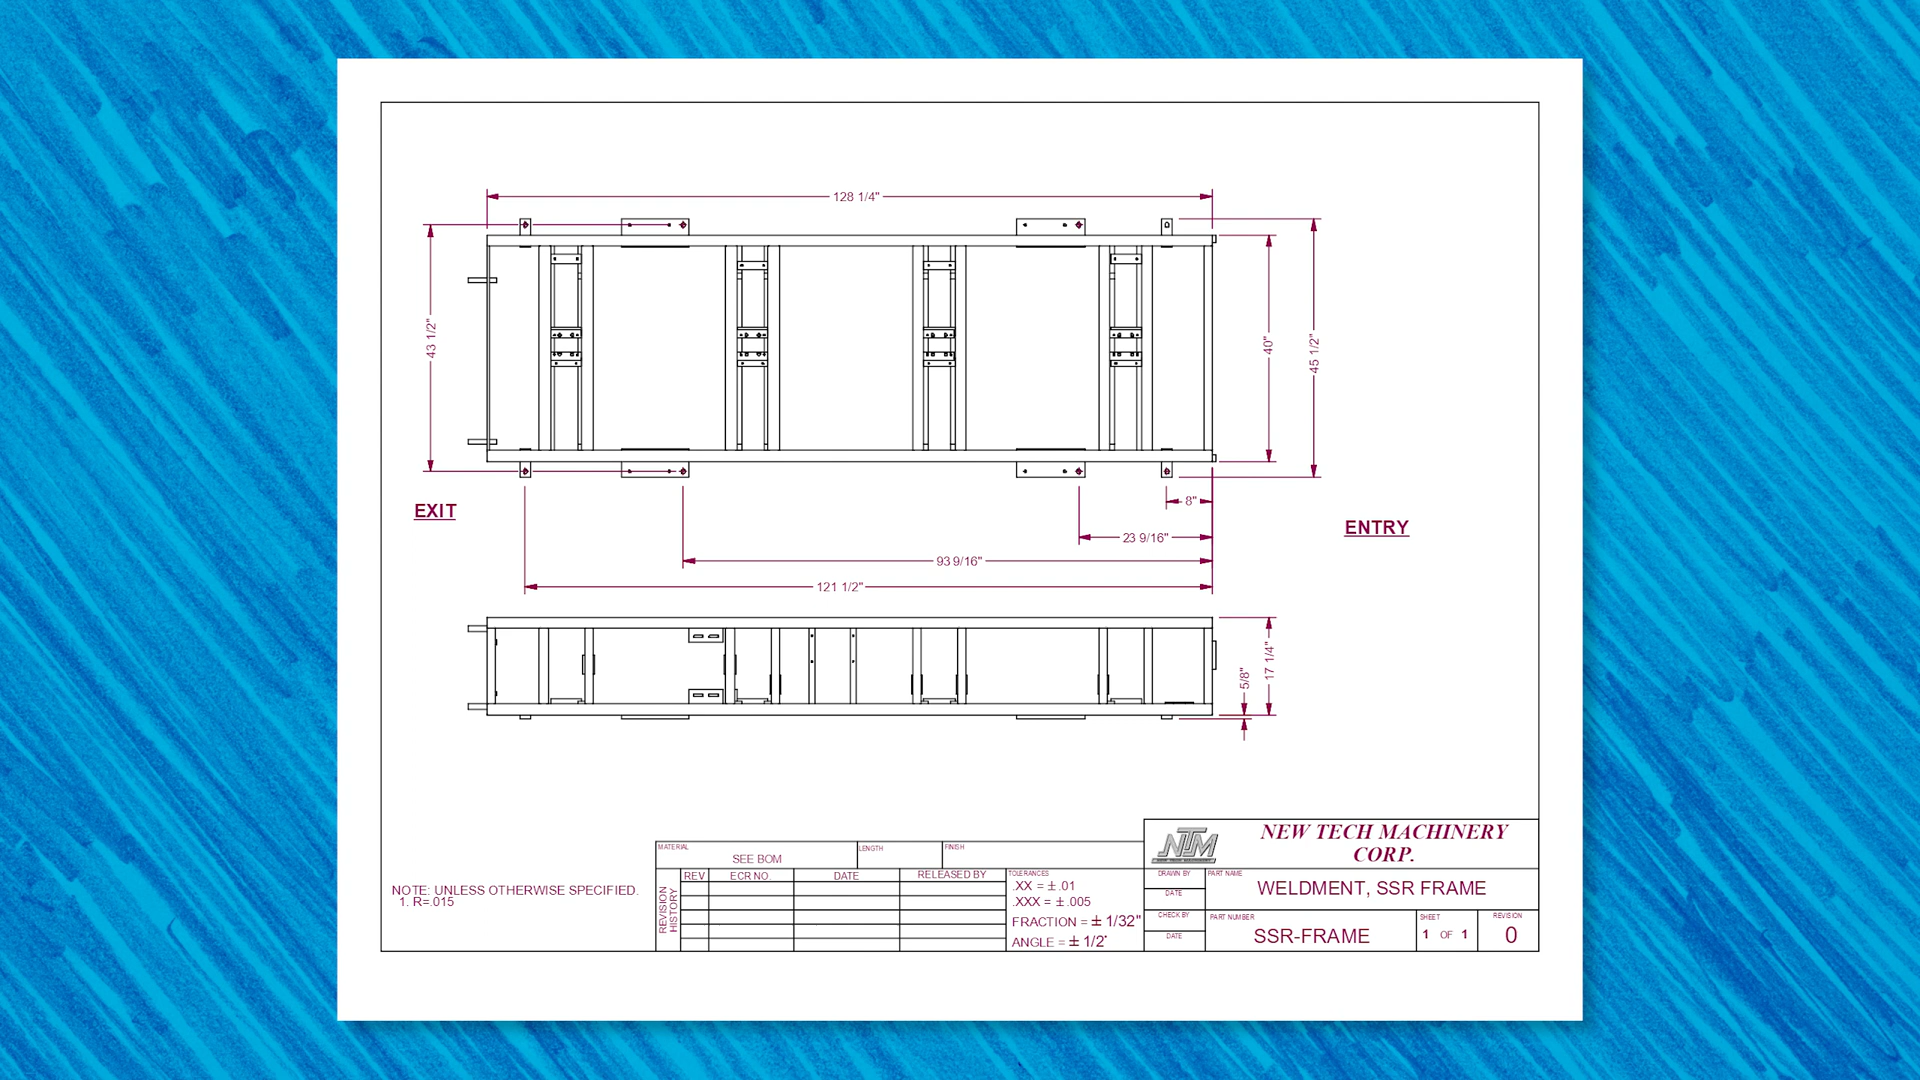 128 1/4"
43 1/2"
40"
45 1/2"
8"
EXIT
ENTRY
23 9/16"
93 9/16"
121 1/2"
5/8"
17 1/4"
NOTE: UNLESS OTHERWISE SPECIFIED.
1. R=.015
MATERIAL
SEE BOM
LENGTH
FINISH
REVISION HISTORY
REV
ECR NO.
DATE
RELEASED BY
TOLERANCES
.XX = ±.01
.XXX = ±.005
FRACTION = ± 1/32"
ANGLE = ± 1/2°
NTM
NEW TECH MACHINERY
CORP.
DRAWN BY
DATE
CHECK BY
DATE
PART NAME
WELDMENT, SSR FRAME
PART NUMBER
SSR-FRAME
SHEET
1 OF 1
REVISION
0